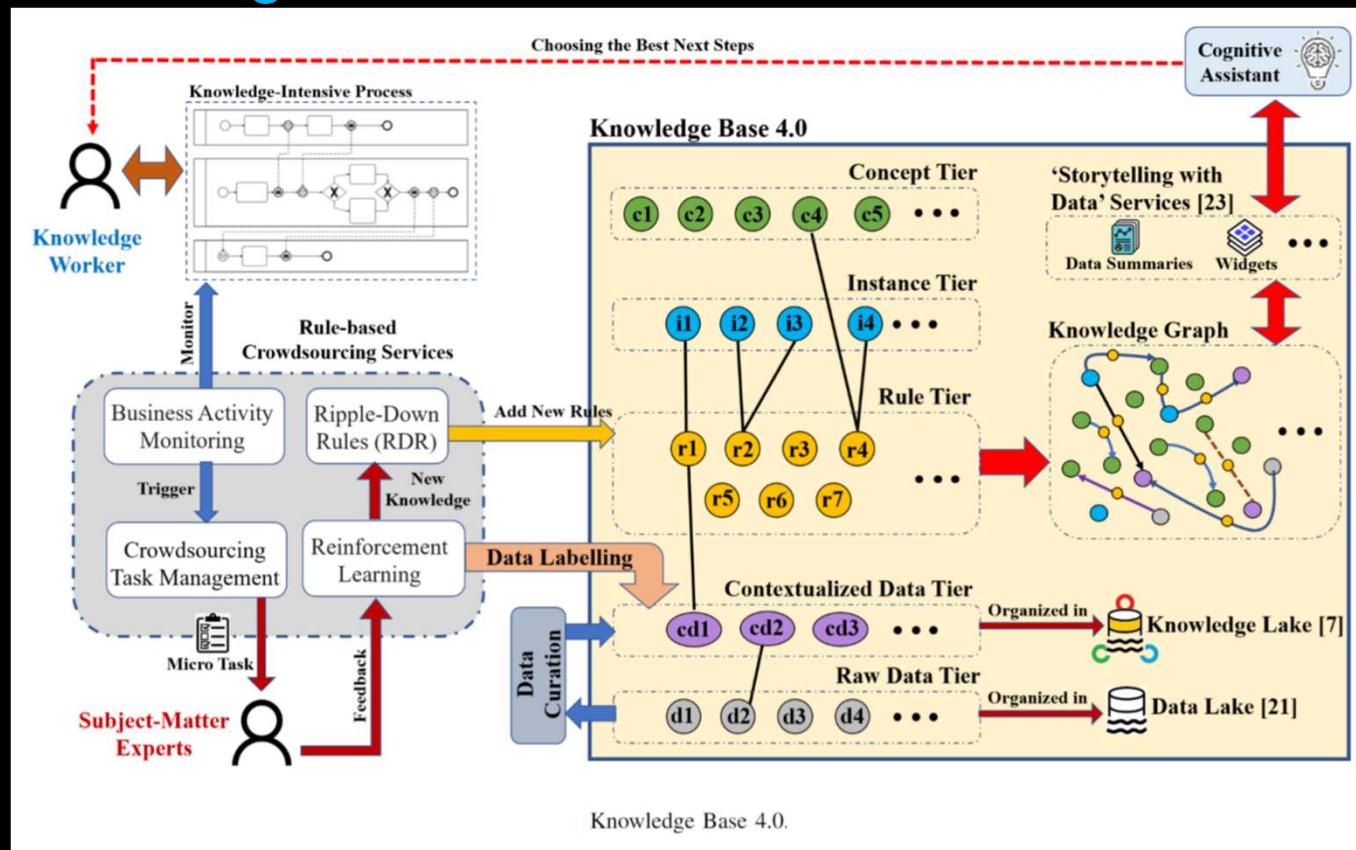 Choosing the Best Next Steps
Cognitive
Assistant
Knowledge-Intensive Process
Knowledge
Worker
Monitor
Rule-based
Crowdsourcing Services
Business Activity
Monitoring
Ripple-Down
Rules (RDR)
Add New Rules
Trigger
New
Knowledge
Crowdsourcing
Task Management
Reinforcement
Learning
Data Labelling
Micro Task
Feedback
Subject-Matter
Experts
Data
Curation
Knowledge Base 4.0
Concept Tier
c1 c2 c3 c4 c5
Instance Tier
i1 i2 i3 i4
Rule Tier
r1 r2 r3 r4
r5 r6 r7
Contextualized Data Tier
cd1 cd2 cd3
Raw Data Tier
d1 d2 d3 d4
‘Storytelling with
Data’ Services [23]
Data Summaries Widgets
Knowledge Graph
Organized in
Knowledge Lake [7]
Organized in
Data Lake [21]
Knowledge Base 4.0.